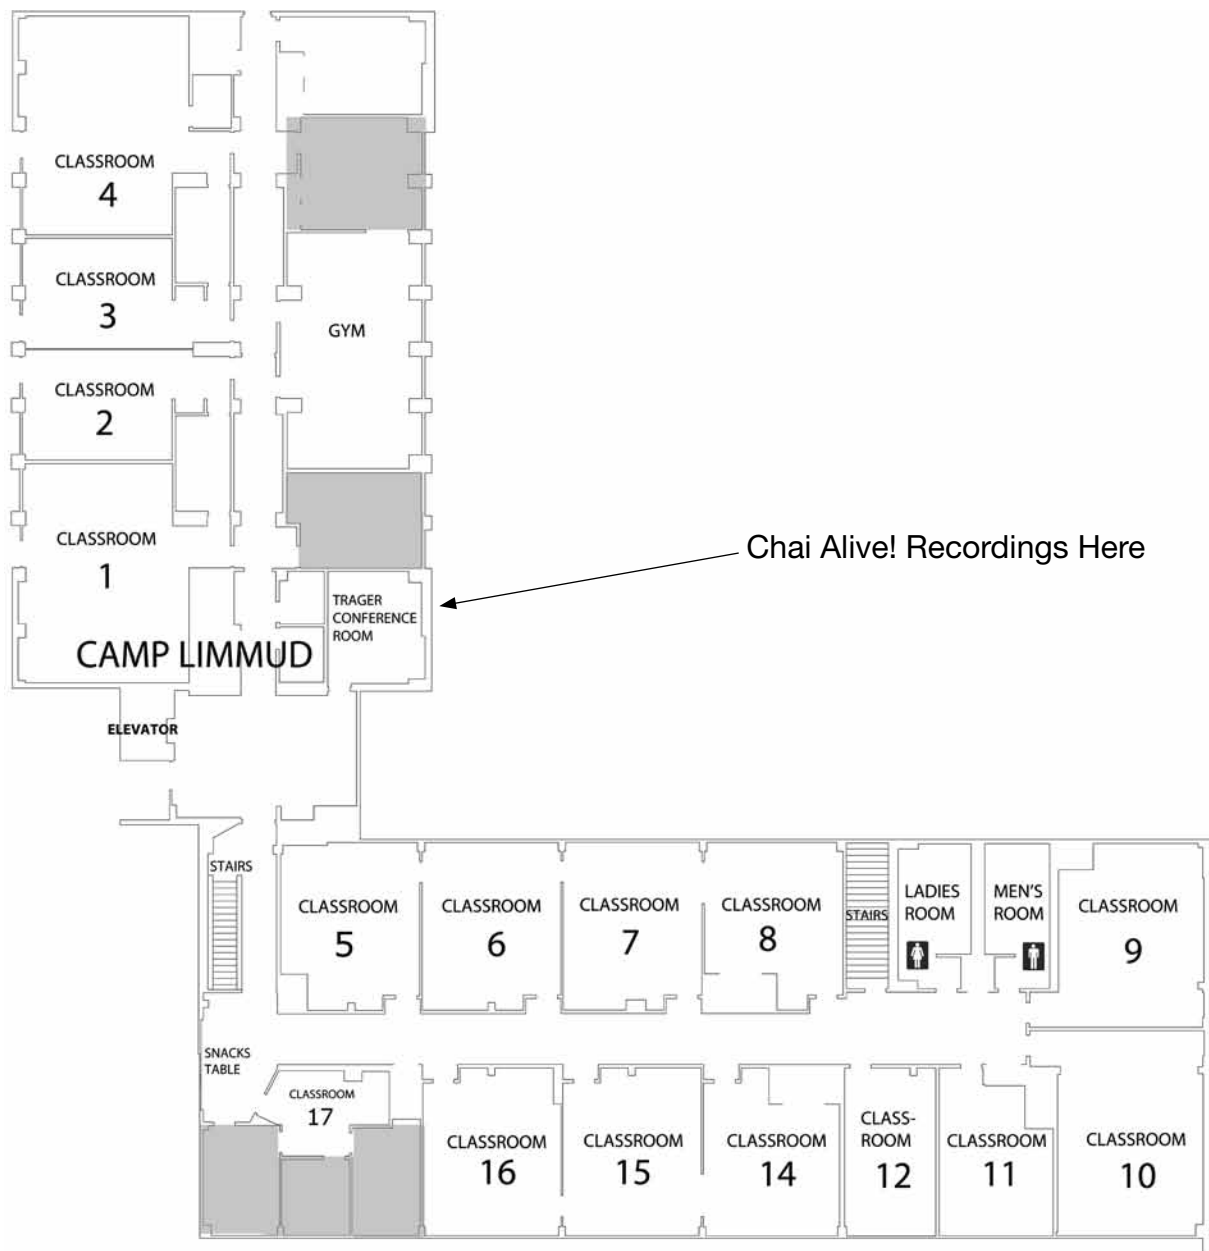 CLASSROOM
4
CLASSROOM
3
GYM
CLASSROOM
2
CLASSROOM
1
Chai Alive! Recordings Here
TRAGER
CONFERENCE
ROOM
CAMP LIMMUD
ELEVATOR
STAIRS
CLASSROOM
5
CLASSROOM
6
CLASSROOM
7
CLASSROOM
8
STAIRS
LADIES
ROOM
MEN'S
ROOM
CLASSROOM
9
SNACKS
TABLE
CLASSROOM
17
CLASSROOM
16
CLASSROOM
15
CLASSROOM
14
CLASS-
ROOM
12
CLASSROOM
11
CLASSROOM
10